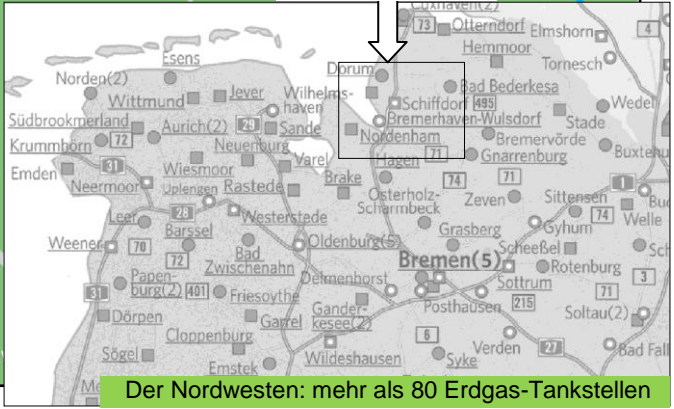 Cuxhaven(2)
73 Otterndorf Elmshorn 4
Hemmoor
Esens Dorum Tornesch
Norden(2) Bad Bederkesa
Wittmund Jever Wilhelms-
haven Schiffdorf 495 Wedel
Südbrookmerland Aurich(2) 29 Sande Bremerhaven-Wulsdorf Stade
Krummhörn 72 Neuenburg Nordenham Bremervörde
Emden 31 Wiesmoor Varel Hagen 71 Gnarrenburg Buxtehu
Neermoor Uplengen Rastede Brake 74 71 1
Osterholz- Zeven Sittensen
Leer 28 Westerstede Scharmbeck 74 Welle
Barssel Grasberg Gyhum
Weener 70 Bad Oldenburg(5) Scheeßel Sch
72 Zwischenahn Bremen(5) Rotenburg 3
Papen- Delmenhorst Sottrum
burg(2) 401 Friesoythe Posthausen 71
31 Gander- 215 Soltau(2)
Dörpen Garrel kesee(2)
Cloppenburg 6
Sögel Wildeshausen Verden 27 Bad Fall
Emstek Syke
Me
Der Nordwesten: mehr als 80 Erdgas-Tankstellen